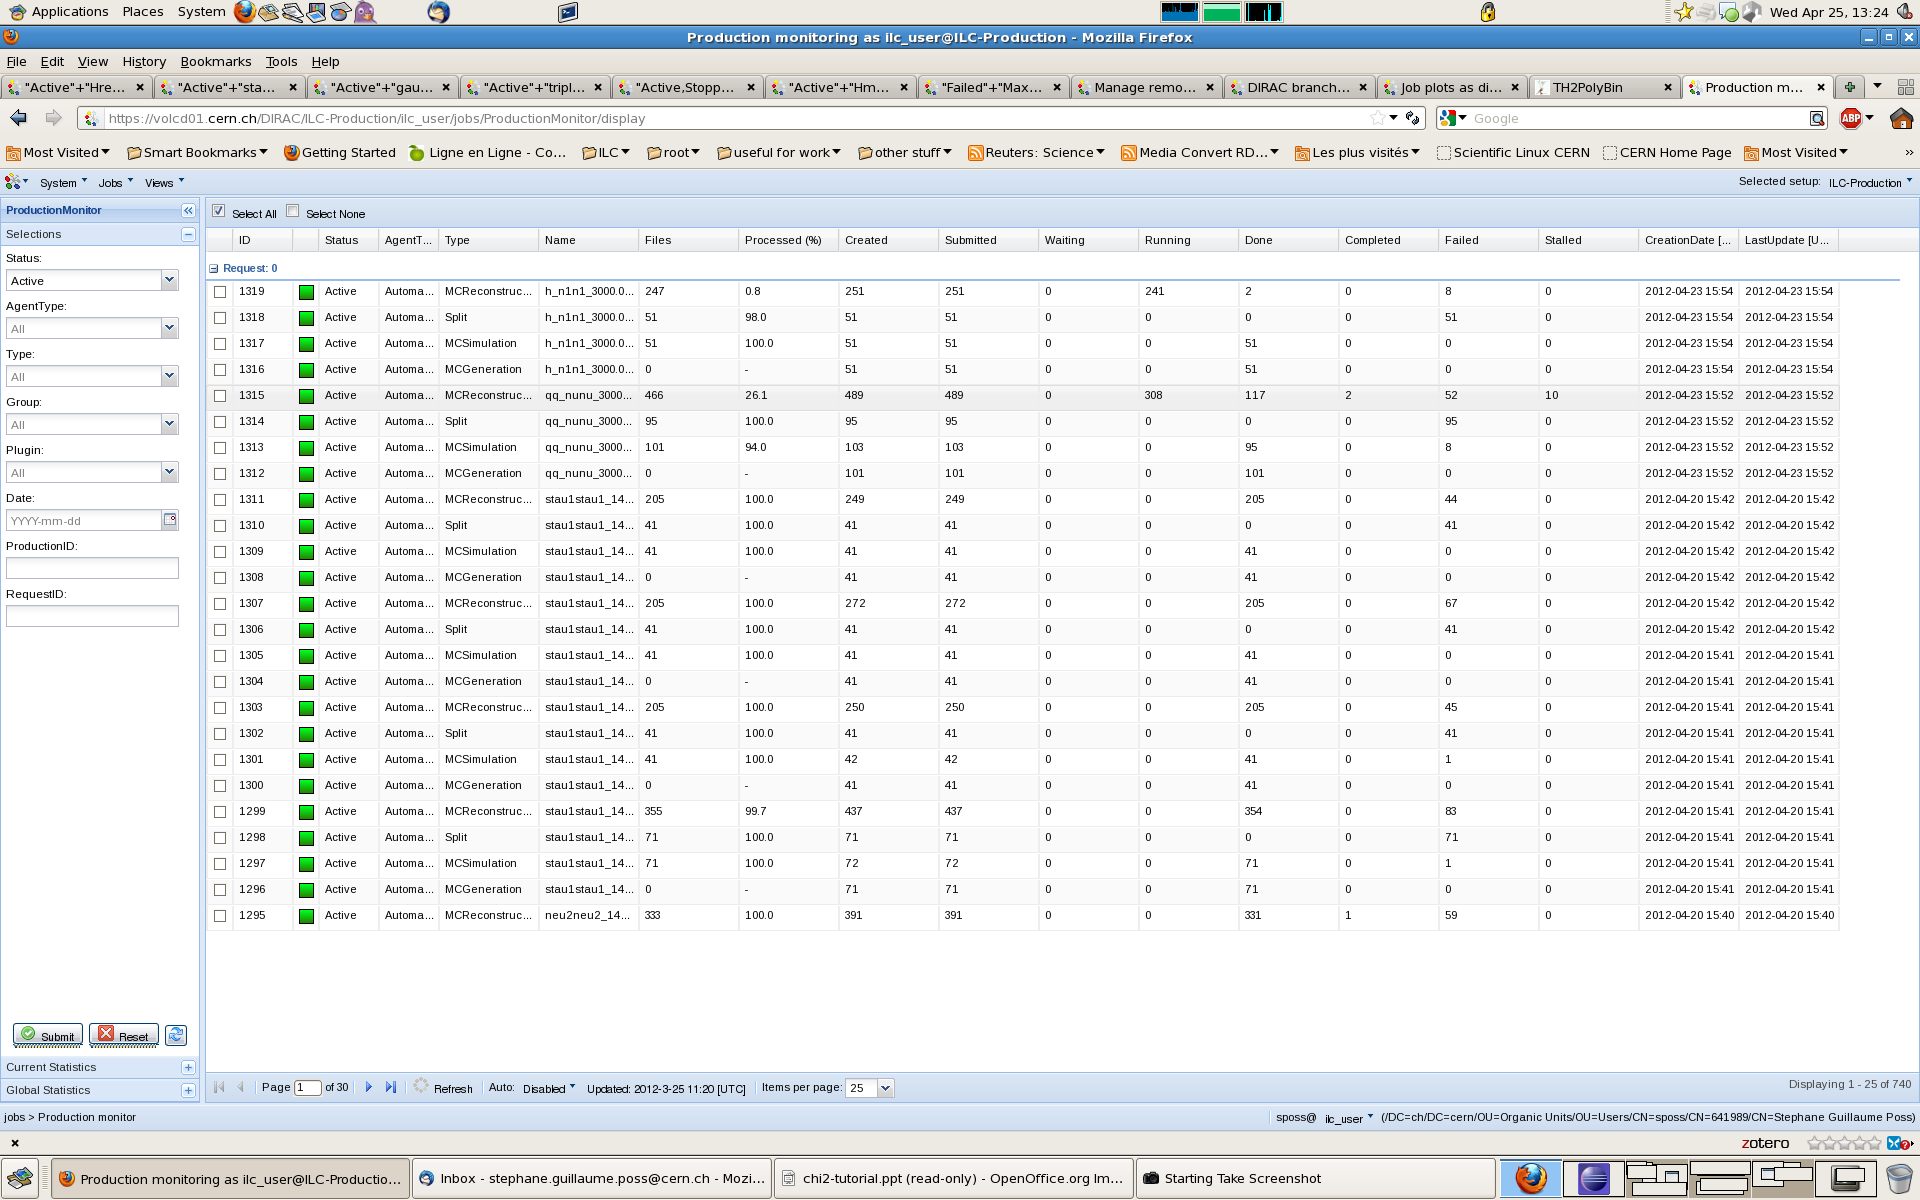 Applications Places System Wed Apr 25, 13:24
Production monitoring as ilc_user@ILC-Production - Mozilla Firefox
File Edit View History Bookmarks Tools Help
"Active"+"Hre... "Active"+"sta... "Active"+"gau... "Active"+"tripl... "Active,Stopp... "Active"+"Hm... "Failed"+"Max... Manage remo... DIRAC branch... Job plots as di... TH2PolyBin Production m...
https://volcd01.cern.ch/DIRAC/ILC-Production/ilc_user/jobs/ProductionMonitor/display Google ABP
Most Visited Smart Bookmarks Getting Started Ligne en Ligne - Co... ILC root useful for work other stuff Reuters: Science Media Convert RD... Les plus visités Scientific Linux CERN CERN Home Page Most Visited »
System Jobs Views Selected setup: ILC-Production
ProductionMonitor
Selections
Status:
Active
AgentType:
All
Type:
All
Group:
All
Plugin:
All
Date:
YYYY-mm-dd
ProductionID:
RequestID:
Submit Reset
Current Statistics
Global Statistics
Select All Select None
ID Status AgentT... Type Name Files Processed (%) Created Submitted Waiting Running Done Completed Failed Stalled CreationDate [... LastUpdate [U...
Request: 0
1319 Active Automa... MCReconstruc... h_n1n1_3000.0... 247 0.8 251 251 0 241 2 0 8 0 2012-04-23 15:54 2012-04-23 15:54
1318 Active Automa... Split h_n1n1_3000.0... 51 98.0 51 51 0 0 0 0 51 0 2012-04-23 15:54 2012-04-23 15:54
1317 Active Automa... MCSimulation h_n1n1_3000.0... 51 100.0 51 51 0 0 51 0 0 0 2012-04-23 15:54 2012-04-23 15:54
1316 Active Automa... MCGeneration h_n1n1_3000.0... 0 - 51 51 0 0 51 0 0 0 2012-04-23 15:54 2012-04-23 15:54
1315 Active Automa... MCReconstruc... qq_nunu_3000... 466 26.1 489 489 0 308 117 2 52 10 2012-04-23 15:52 2012-04-23 15:52
1314 Active Automa... Split qq_nunu_3000... 95 100.0 95 95 0 0 0 0 95 0 2012-04-23 15:52 2012-04-23 15:52
1313 Active Automa... MCSimulation qq_nunu_3000... 101 94.0 103 103 0 0 95 0 8 0 2012-04-23 15:52 2012-04-23 15:52
1312 Active Automa... MCGeneration qq_nunu_3000... 0 - 101 101 0 0 101 0 0 0 2012-04-23 15:52 2012-04-23 15:52
1311 Active Automa... MCReconstruc... stau1stau1_14... 205 100.0 249 249 0 0 205 0 44 0 2012-04-20 15:42 2012-04-20 15:42
1310 Active Automa... Split stau1stau1_14... 41 100.0 41 41 0 0 0 0 41 0 2012-04-20 15:42 2012-04-20 15:42
1309 Active Automa... MCSimulation stau1stau1_14... 41 100.0 41 41 0 0 41 0 0 0 2012-04-20 15:42 2012-04-20 15:42
1308 Active Automa... MCGeneration stau1stau1_14... 0 - 41 41 0 0 41 0 0 0 2012-04-20 15:42 2012-04-20 15:42
1307 Active Automa... MCReconstruc... stau1stau1_14... 205 100.0 272 272 0 0 205 0 67 0 2012-04-20 15:42 2012-04-20 15:42
1306 Active Automa... Split stau1stau1_14... 41 100.0 41 41 0 0 0 0 41 0 2012-04-20 15:42 2012-04-20 15:42
1305 Active Automa... MCSimulation stau1stau1_14... 41 100.0 41 41 0 0 41 0 0 0 2012-04-20 15:41 2012-04-20 15:41
1304 Active Automa... MCGeneration stau1stau1_14... 0 - 41 41 0 0 41 0 0 0 2012-04-20 15:41 2012-04-20 15:41
1303 Active Automa... MCReconstruc... stau1stau1_14... 205 100.0 250 250 0 0 205 0 45 0 2012-04-20 15:41 2012-04-20 15:41
1302 Active Automa... Split stau1stau1_14... 41 100.0 41 41 0 0 0 0 41 0 2012-04-20 15:41 2012-04-20 15:41
1301 Active Automa... MCSimulation stau1stau1_14... 41 100.0 42 42 0 0 41 0 1 0 2012-04-20 15:41 2012-04-20 15:41
1300 Active Automa... MCGeneration stau1stau1_14... 0 - 41 41 0 0 41 0 0 0 2012-04-20 15:41 2012-04-20 15:41
1299 Active Automa... MCReconstruc... stau1stau1_14... 355 99.7 437 437 0 0 354 0 83 0 2012-04-20 15:41 2012-04-20 15:41
1298 Active Automa... Split stau1stau1_14... 71 100.0 71 71 0 0 0 0 71 0 2012-04-20 15:41 2012-04-20 15:41
1297 Active Automa... MCSimulation stau1stau1_14... 71 100.0 72 72 0 0 71 0 1 0 2012-04-20 15:41 2012-04-20 15:41
1296 Active Automa... MCGeneration stau1stau1_14... 0 - 71 71 0 0 71 0 0 0 2012-04-20 15:41 2012-04-20 15:41
1295 Active Automa... MCReconstruc... neu2neu2_14... 333 100.0 391 391 0 0 331 1 59 0 2012-04-20 15:40 2012-04-20 15:40
Page 1 of 30 Refresh Auto: Disabled Updated: 2012-3-25 11:20 [UTC] Items per page: 25 Displaying 1 - 25 of 740
jobs > Production monitor sposs@ ilc_user (/DC=ch/DC=cern/OU=Organic Units/OU=Users/CN=sposs/CN=641989/CN=Stephane Guillaume Poss)
zotero
Production monitoring as ilc_user@ILC-Productio... Inbox - stephane.guillaume.poss@cern.ch - Mozi... chi2-tutorial.ppt (read-only) - OpenOffice.org Im... Starting Take Screenshot